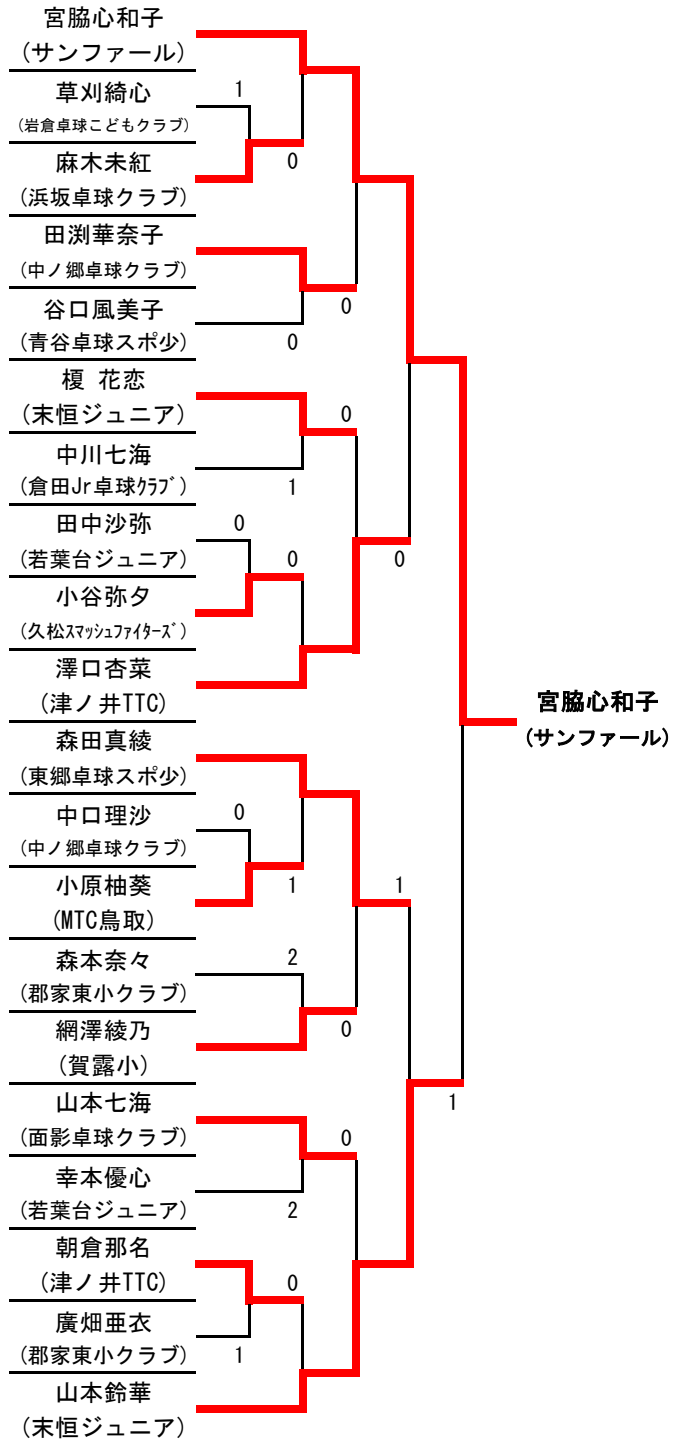 宮脇心和子
(サンファール)
草刈綺心
1
(岩倉卓球こどもクラブ)
麻木未紅
0
(浜坂卓球クラブ)
田渕華奈子
(中ノ郷卓球クラブ)
谷口風美子
0
(青谷卓球スポ少)
0
榎 花恋
(末恒ジュニア)
0
中川七海
(倉田Jr卓球ｸﾗﾌﾞ)
1
田中沙弥
0
(若葉台ジュニア)
0
0
小谷弥夕
(久松ｽﾏｯｼｭﾌｧｲﾀｰｽﾞ)
澤口杏菜
(津ノ井TTC)
宮脇心和子
(サンファール)
森田真綾
(東郷卓球スポ少)
中口理沙
0
(中ノ郷卓球クラブ)
小原柚葵
1
1
(MTC鳥取)
森本奈々
2
(郡家東小クラブ)
網澤綾乃
0
(賀露小)
山本七海
1
(面影卓球クラブ)
0
幸本優心
(若葉台ジュニア)
2
朝倉那名
(津ノ井TTC)
0
廣畑亜衣
(郡家東小クラブ)
1
山本鈴華
(末恒ジュニア)